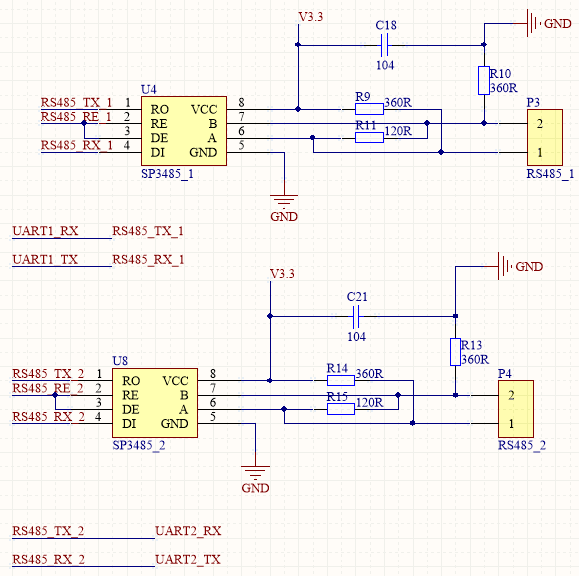 V3.3
C18
104
GND
R10
360R
U4
RS485_TX_1 1 RO VCC 8
RS485_RE_1 2 RE B 7
3 DE A 6
RS485_RX_1 4 DI GND 5
SP3485_1
R9 360R
R11 120R
P3
2
1
RS485_1
GND
UART1_RX RS485_TX_1
UART1_TX RS485_RX_1
V3.3
C21
104
GND
R13
360R
U8
RS485_TX_2 1 RO VCC 8
RS485_RE_2 2 RE B 7
3 DE A 6
RS485_RX_2 4 DI GND 5
SP3485_2
R14 360R
R15 120R
P4
2
1
RS485_2
GND
RS485_TX_2 UART2_RX
RS485_RX_2 UART2_TX